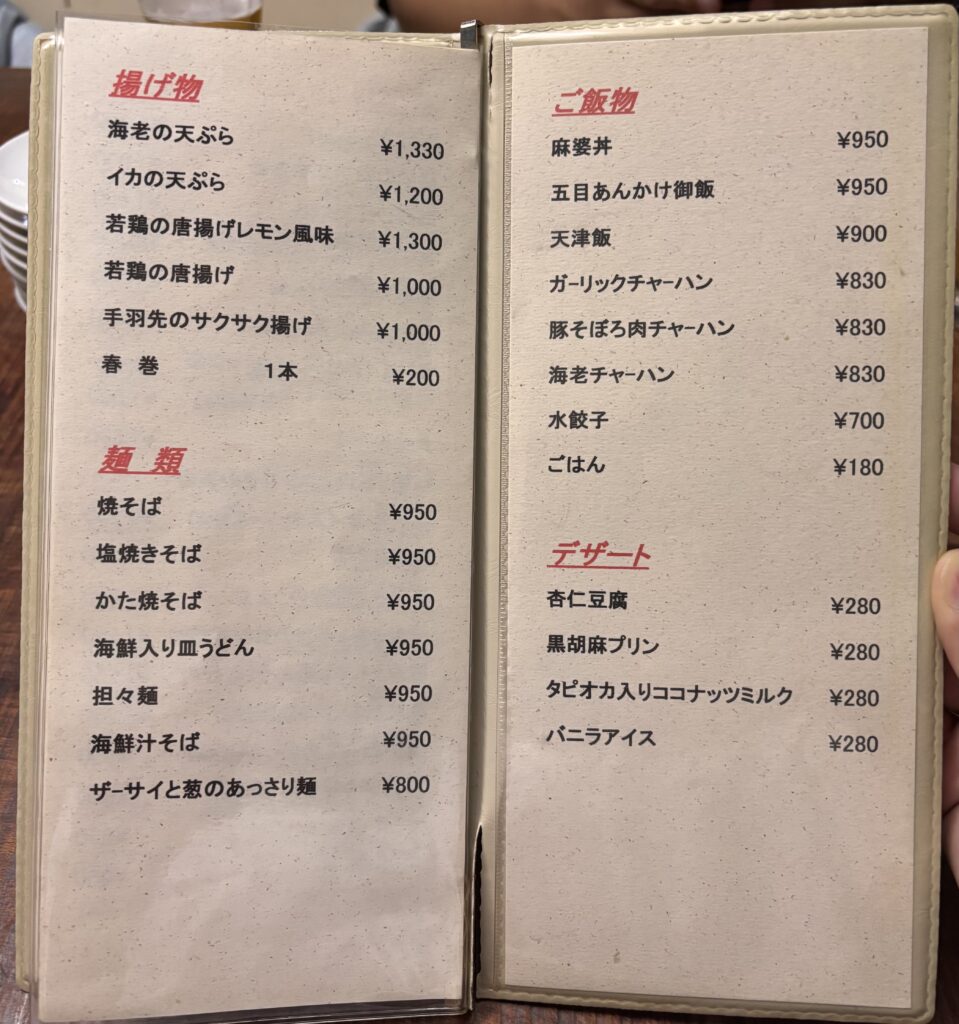 揚げ物
海老の天ぷら ¥1,330
イカの天ぷら ¥1,200
若鶏の唐揚げレモン風味 ¥1,300
若鶏の唐揚げ ¥1,000
手羽先のサクサク揚げ ¥1,000
春 巻 1本 ¥200
麺 類
焼そば ¥950
塩焼きそば ¥950
かた焼そば ¥950
海鮮入り皿うどん ¥950
担々麺 ¥950
海鮮汁そば ¥950
ザーサイと葱のあっさり麺 ¥800
ご飯物
麻婆丼 ¥950
五目あんかけ御飯 ¥950
天津飯 ¥900
ガーリックチャーハン ¥830
豚そぼろ肉チャーハン ¥830
海老チャーハン ¥830
水餃子 ¥700
ごはん ¥180
デザート
杏仁豆腐 ¥280
黒胡麻プリン ¥280
タピオカ入りココナッツミルク ¥280
バニラアイス ¥280